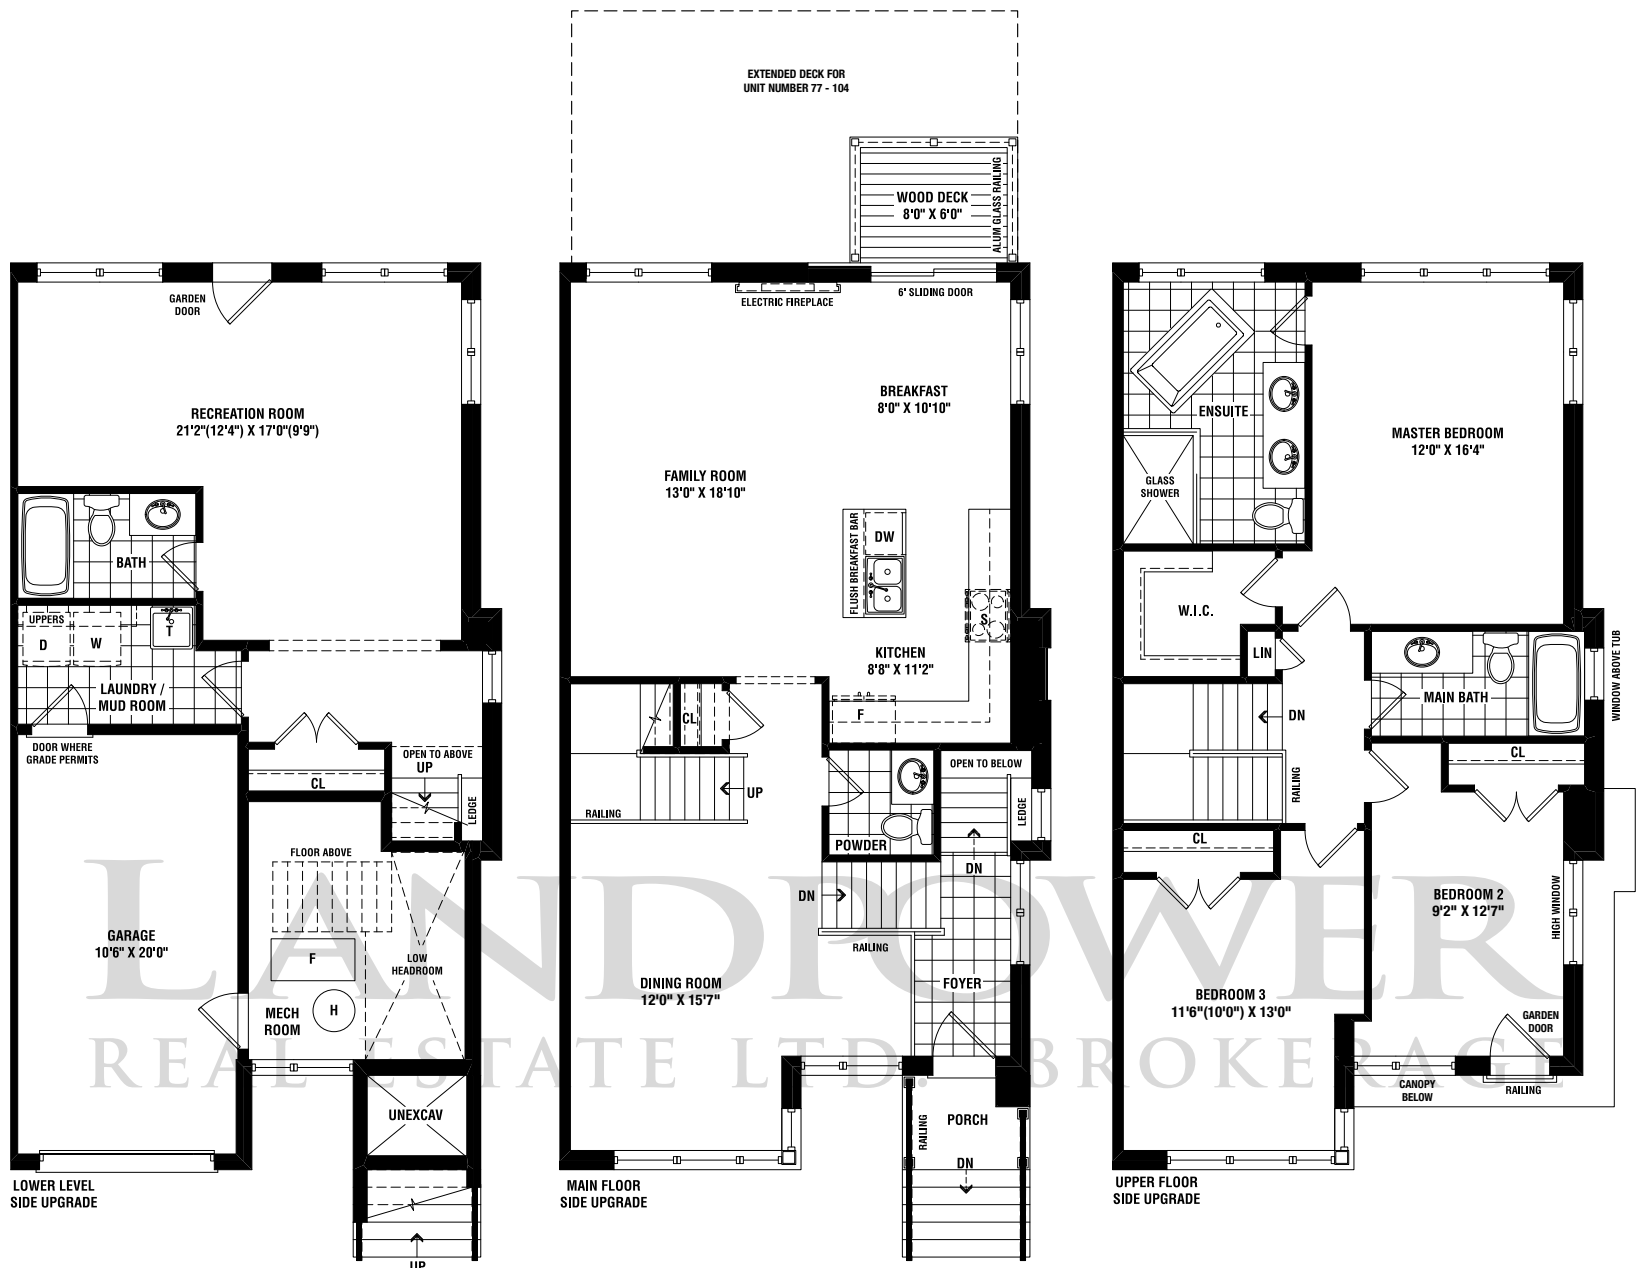 EXTENDED DECK FOR
UNIT NUMBER 77 - 104
WOOD DECK
8'0" X 6'0"
ALUM GLASS RAILING
GARDEN
DOOR
RECREATION ROOM
21'2"(12'4") X 17'0"(9'9")
BATH
UPPERS
D
W
T
LAUNDRY /
MUD ROOM
DOOR WHERE
GRADE PERMITS
OPEN TO ABOVE
UP
CL
LEDGE
FLOOR ABOVE
GARAGE
10'6" X 20'0"
F
LOW
HEADROOM
MECH
ROOM
H
UNEXCAV
LOWER LEVEL
SIDE UPGRADE
UP
ELECTRIC FIREPLACE
6' SLIDING DOOR
BREAKFAST
8'0" X 10'10"
FAMILY ROOM
13'0" X 18'10"
FLUSH BREAKFAST BAR
DW
S
KITCHEN
8'8" X 11'2"
CL
F
OPEN TO BELOW
UP
RAILING
LEDGE
POWDER
DN
DN
RAILING
DINING ROOM
12'0" X 15'7"
FOYER
PORCH
RAILING
DN
MAIN FLOOR
SIDE UPGRADE
ENSUITE
MASTER BEDROOM
12'0" X 16'4"
GLASS
SHOWER
W.I.C.
LIN
MAIN BATH
WINDOW ABOVE TUB
DN
RAILING
CL
CL
BEDROOM 2
9'2" X 12'7"
HIGH WINDOW
BEDROOM 3
11'6"(10'0") X 13'0"
GARDEN
DOOR
CANOPY
BELOW
RAILING
UPPER FLOOR
SIDE UPGRADE
LANDPOWER
REAL ESTATE LTD. BROKERAGE